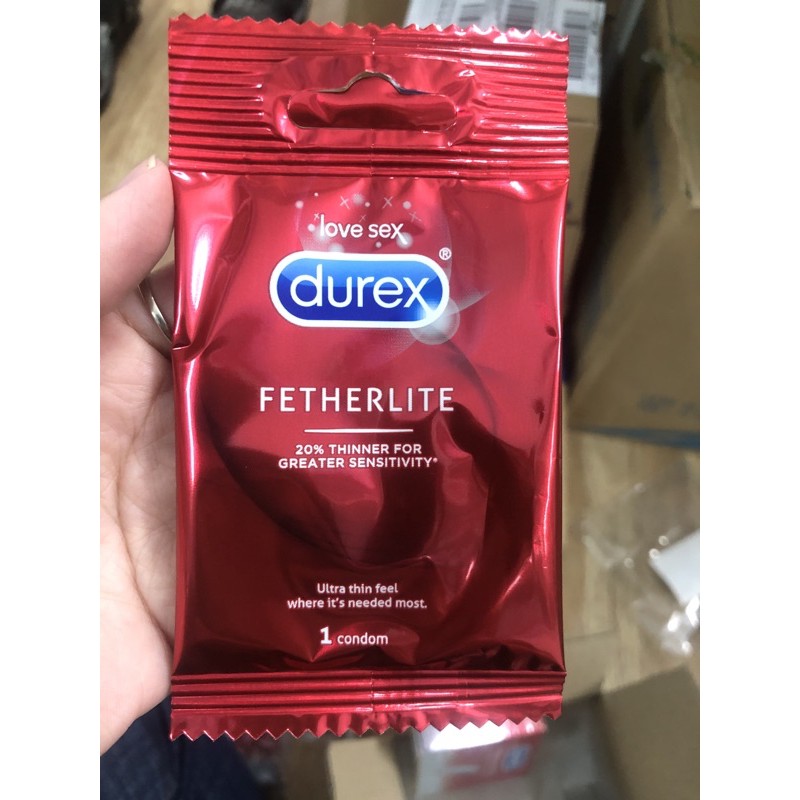 love sex
durex®
FETHERLITE
20% THINNER FOR
GREATER SENSITIVITY*
Ultra thin feel
where it's needed most.
1 condom